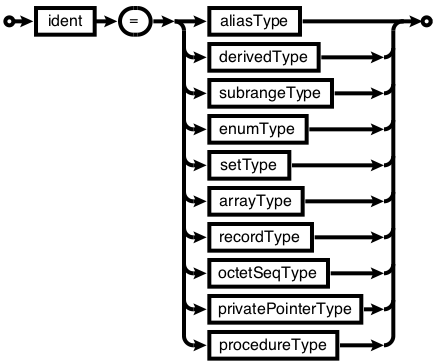 ident = aliasType
derivedType
subrangeType
enumType
setType
arrayType
recordType
octetSeqType
privatePointerType
procedureType